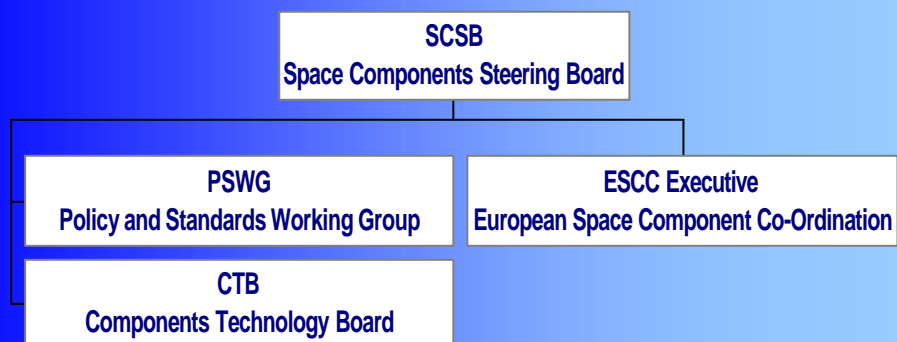 SCSB
Space Components Steering Board
PSWG
Policy and Standards Working Group
ESCC Executive
European Space Component Co-Ordination
CTB
Components Technology Board